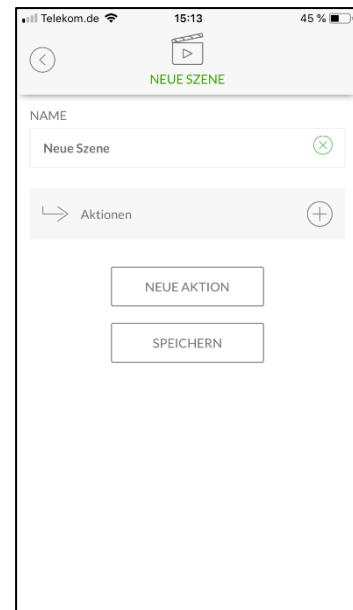 Telekom.de 15:13 45 %
NEUE SZENE
NAME
Neue Szene
Aktionen
NEUE AKTION
SPEICHERN